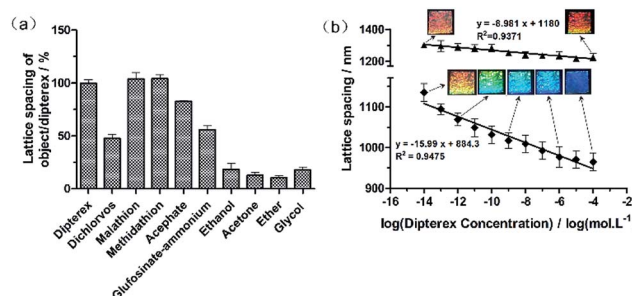 (a)
Lattice spacing of
object/dipterex / %
150
100
50
0
Dipterex
Dichlorvos
Malathion
Methidathion
Acephate
Glufosinate-ammonium
Ethanol
Acetone
Ether
Glycol
(b)
Lattice spacing / nm
1300
1200
1100
1000
900
y = -8.981 x + 1180
R²=0.9371
y = -15.99 x + 884.3
R² = 0.9475
-16 -14 -12 -10 -8 -6 -4 -2
log(Dipterex Concentration) / log(mol.L⁻¹